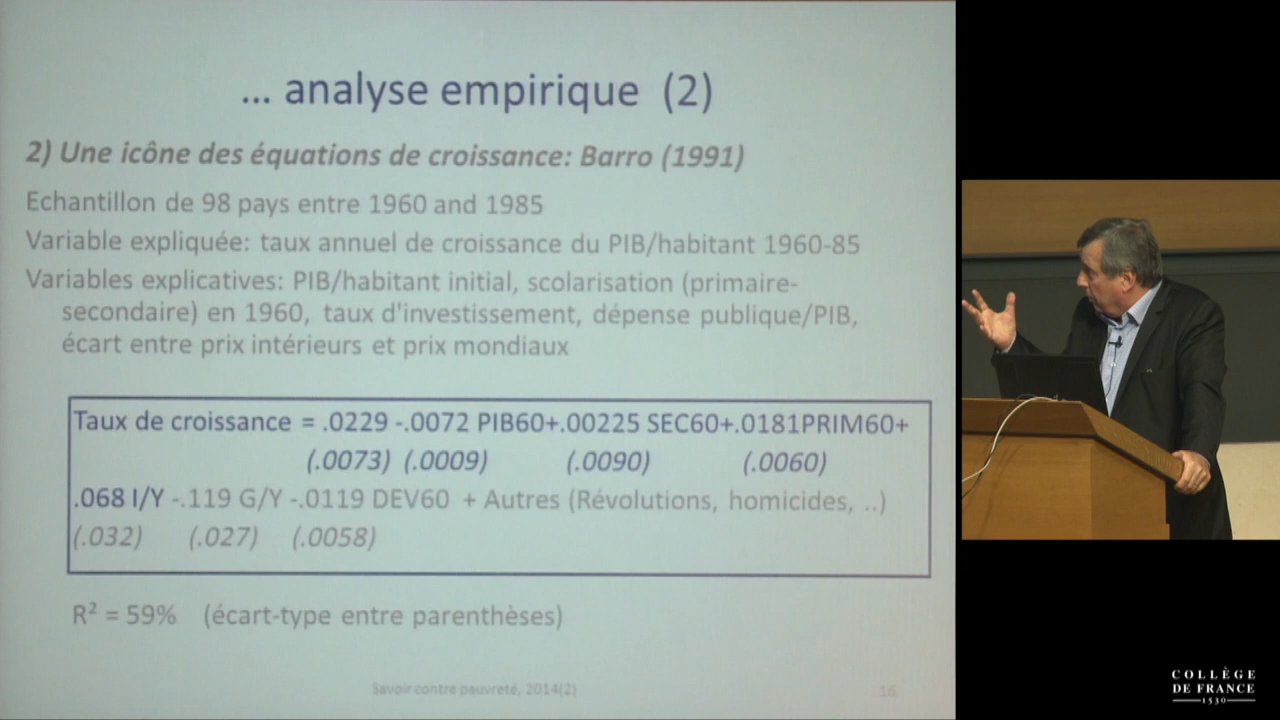 ... analyse empirique (2)
2) Une icône des équations de croissance: Barro (1991)
Echantillon de 98 pays entre 1960 and 1985
Variable expliquée: taux annuel de croissance du PIB/habitant 1960-85
Variables explicatives: PIB/habitant initial, scolarisation (primaire-
secondaire) en 1960, taux d'investissement, dépense publique/PIB,
écart entre prix intérieurs et prix mondiaux
Taux de croissance = .0229 -.0072 PIB60+.00225 SEC60+.0181PRIM60+
(.0073) (.0009) (.0090) (.0060)
.068 I/Y -.119 G/Y -.0119 DEV60 + Autres (Révolutions, homicides, ..)
(.032) (.027) (.0058)
R² = 59% (écart-type entre parenthèses)
Savoir contre pauvreté, 2014(2)
16
COLLÈGE
DE FRANCE
1530